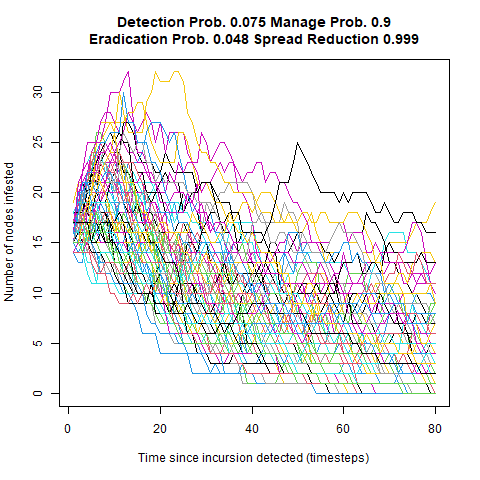 Detection Prob. 0.075 Manage Prob. 0.9
Eradication Prob. 0.048 Spread Reduction 0.999
Number of nodes infested
30
25
20
15
10
5
0
0 20 40 60 80
Time since incursion detected (timesteps)